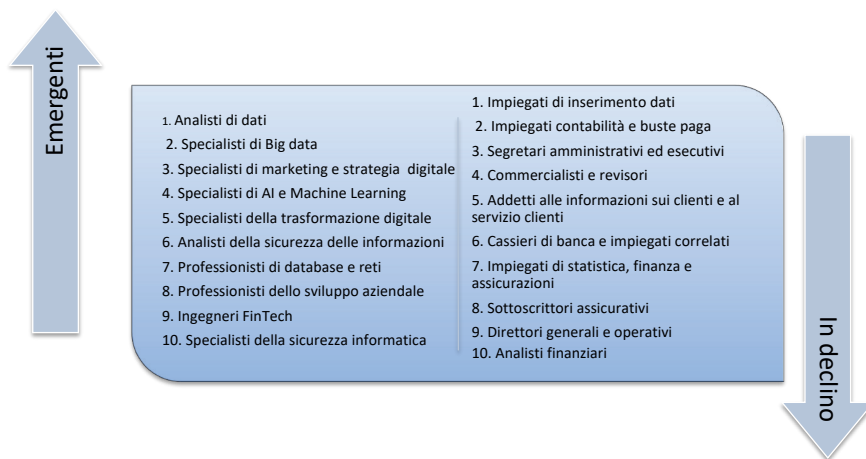 Emergenti
1. Analisti di dati
2. Specialisti di Big data
3. Specialisti di marketing e strategia digitale
4. Specialisti di AI e Machine Learning
5. Specialisti della trasformazione digitale
6. Analisti della sicurezza delle informazioni
7. Professionisti di database e reti
8. Professionisti dello sviluppo aziendale
9. Ingegneri FinTech
10. Specialisti della sicurezza informatica
1. Impiegati di inserimento dati
2. Impiegati contabilità e buste paga
3. Segretari amministrativi ed esecutivi
4. Commercialisti e revisori
5. Addetti alle informazioni sui clienti e al
servizio clienti
6. Cassieri di banca e impiegati correlati
7. Impiegati di statistica, finanza e
assicurazioni
8. Sottoscrittori assicurativi
9. Direttori generali e operativi
10. Analisti finanziari
In declino